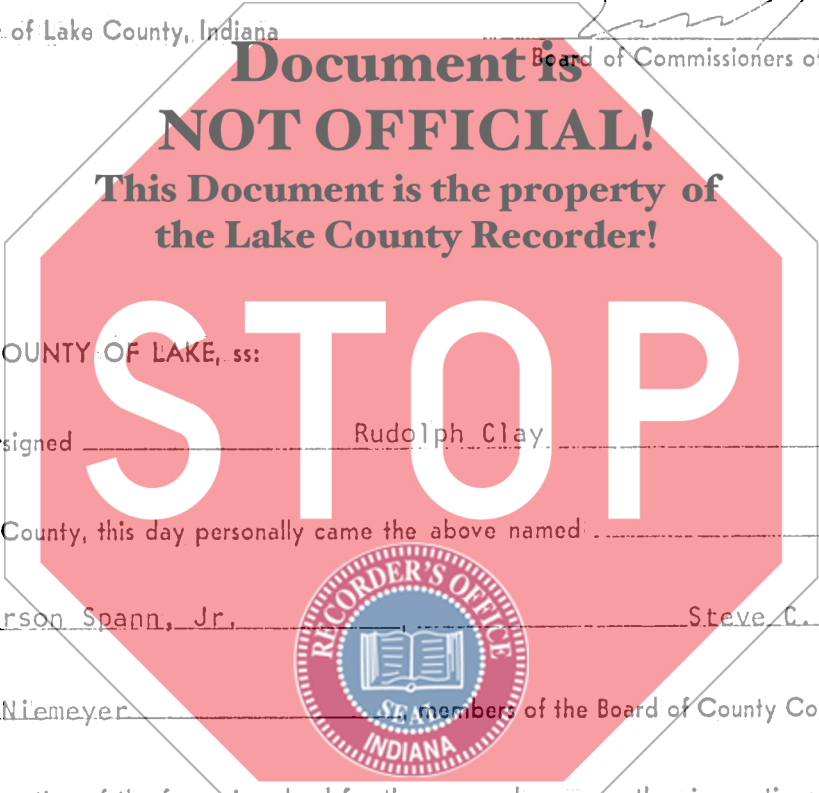 of Lake County, Indiana
Board of Commissioners of
Document is
NOT OFFICIAL!
This Document is the property of
the Lake County Recorder!
STOP
OUNTY OF LAKE, ss:
signed Rudolph Clay
County, this day personally came the above named
rson Spann, Jr. , Steve C.
Niemeyer , members of the Board of County Co
RECORDER'S OFFICE
SEAL
INDIANA